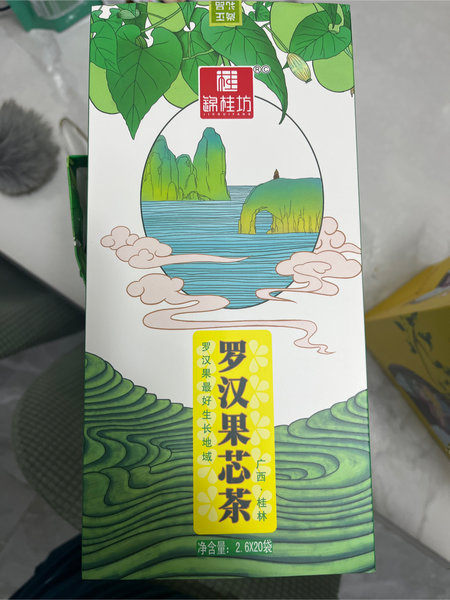 锦桂坊
JINGUIFANG
罗汉果芯茶
罗汉果最好生长地域
广西·桂林
净含量：2.6X20袋